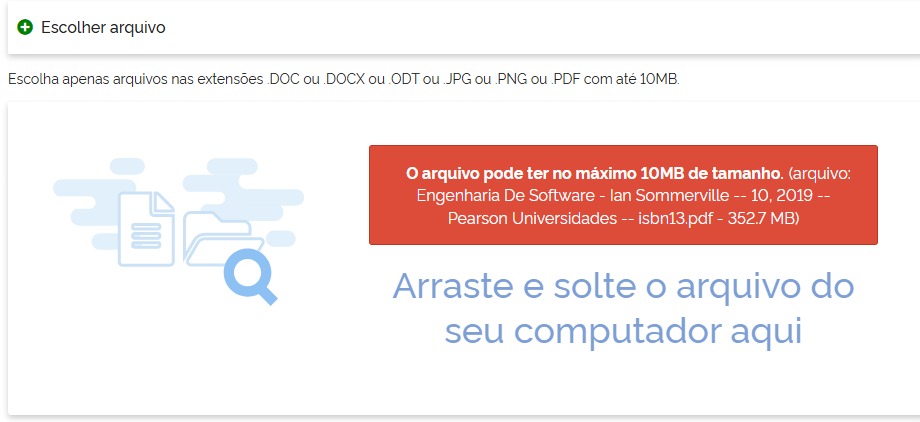 Escolher arquivo
Escolha apenas arquivos nas extensões .DOC ou .DOCX ou .ODT ou .JPG ou .PNG ou .PDF com até 10MB.
O arquivo pode ter no máximo 10MB de tamanho. (arquivo:
Engenharia De Software - Ian Sommerville -- 10, 2019 --
Pearson Universidades -- isbn13.pdf - 352.7 MB)
Arraste e solte o arquivo do
seu computador aqui